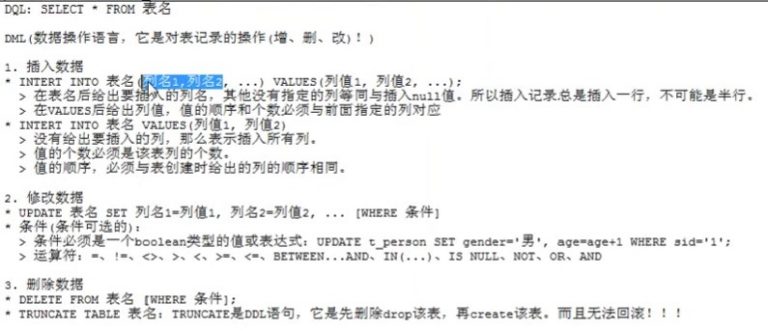 DQL: SELECT * FROM 表名
DML(数据操作语言，它是对表记录的操作(增、删、改)！)
1. 插入数据
* INTERT INTO 表名(列名1,列名2, ...) VALUES(列值1, 列值2, ...);
> 在表名后给出要插入的列名，其他没有指定的列等同与插入null值。所以插入记录总是插入一行，不可能是半行。
> 在VALUES后给出列值，值的顺序和个数必须与前面指定的列对应
* INTERT INTO 表名 VALUES(列值1, 列值2)
> 没有给出要插入的列，那么表示插入所有列。
> 值的个数必须是该表列的个数。
> 值的顺序，必须与表创建时给出的列的顺序相同。
2. 修改数据
* UPDATE 表名 SET 列名1=列值1, 列名2=列值2, ... [WHERE 条件]
* 条件(条件可选的)：
> 条件必须是一个boolean类型的值或表达式：UPDATE t_person SET gender='男', age=age+1 WHERE sid='1';
> 运算符：=、!=、<>、>、<、>=、<=、BETWEEN...AND、IN(...)、IS NULL、NOT、OR、AND
3. 删除数据
* DELETE FROM 表名 [WHERE 条件];
* TRUNCATE TABLE 表名：TRUNCATE是DDL语句，它是先删除drop该表，再create该表。而且无法回滚！！！